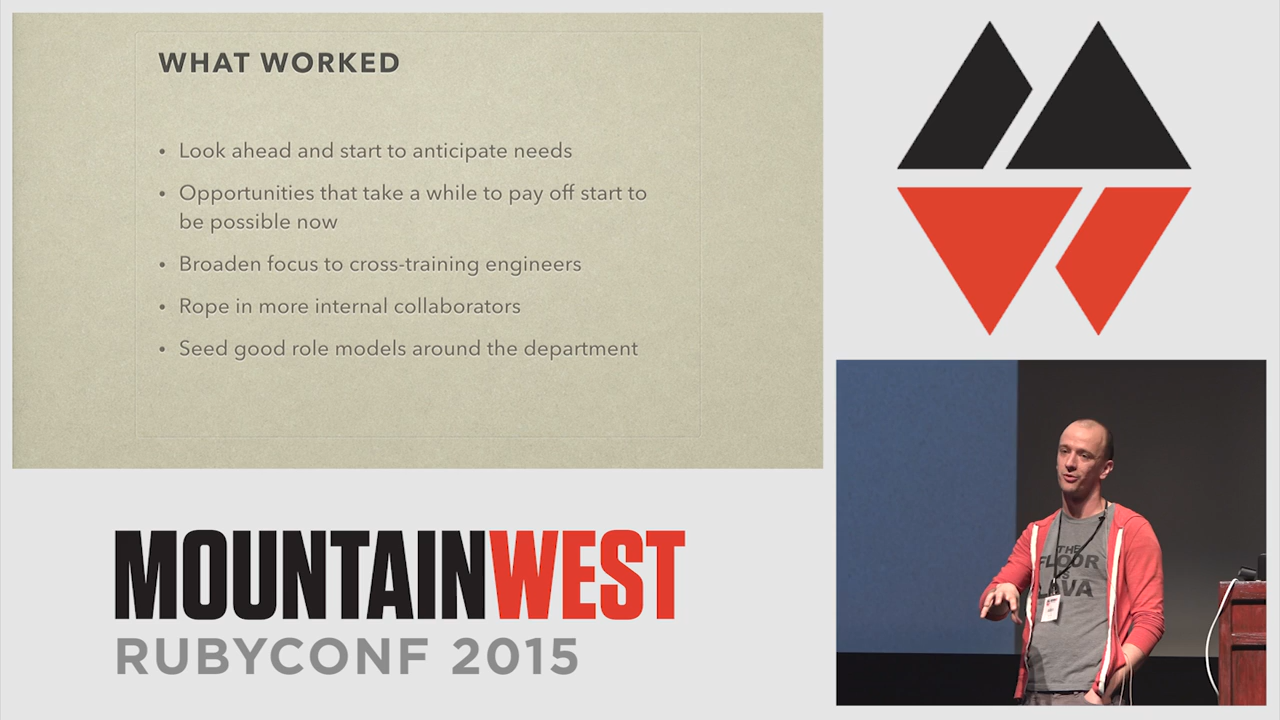 WHAT WORKED
• Look ahead and start to anticipate needs
• Opportunities that take a while to pay off start to
be possible now
• Broaden focus to cross-training engineers
• Rope in more internal collaborators
• Seed good role models around the department
MOUNTAINWEST
RUBYCONF 2015
THE
FLOOR
IS
LAVA